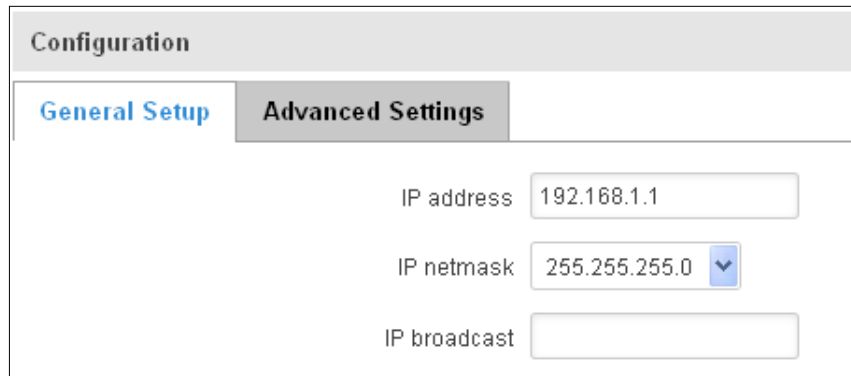 Configuration
General Setup Advanced Settings
IP address 192.168.1.1
IP netmask 255.255.255.0
IP broadcast